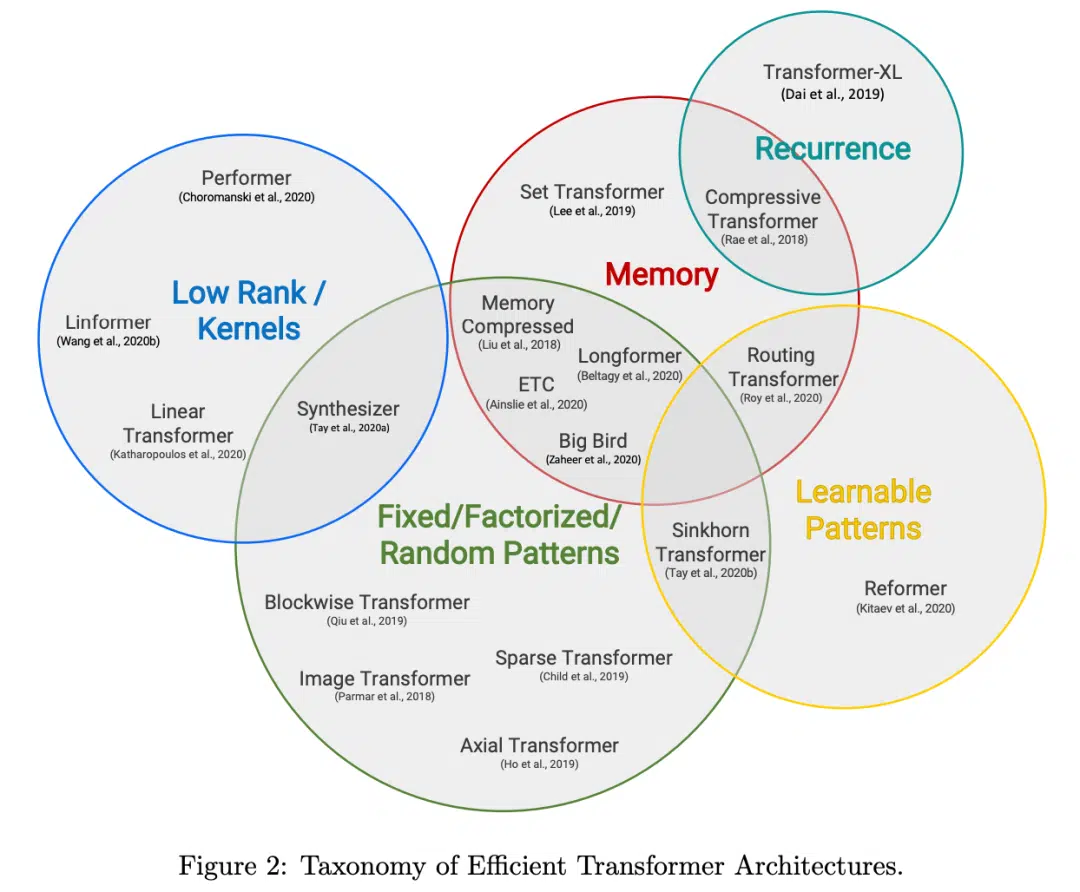 Transformer-XL
(Dai et al., 2019)
Recurrence
Performer
(Choromanski et al., 2020)
Set Transformer
(Lee et al., 2019)
Compressive
Transformer
(Rae et al., 2018)
Memory
Low Rank /
Kernels
Linformer
(Wang et al., 2020b)
Memory
Compressed
(Liu et al., 2018)
Longformer
(Beltagy et al., 2020)
Routing
Transformer
(Roy et al., 2020)
ETC
(Ainslie et al., 2020)
Linear
Transformer
(Katharopoulos et al., 2020)
Synthesizer
(Tay et al., 2020a)
Big Bird
(Zaheer et al., 2020)
Learnable
Patterns
Fixed/Factorized/
Random Patterns
Sinkhorn
Transformer
(Tay et al., 2020b)
Reformer
(Kitaev et al., 2020)
Blockwise Transformer
(Qiu et al., 2019)
Sparse Transformer
(Child et al., 2019)
Image Transformer
(Parmar et al., 2018)
Axial Transformer
(Ho et al., 2019)
Figure 2: Taxonomy of Efficient Transformer Architectures.